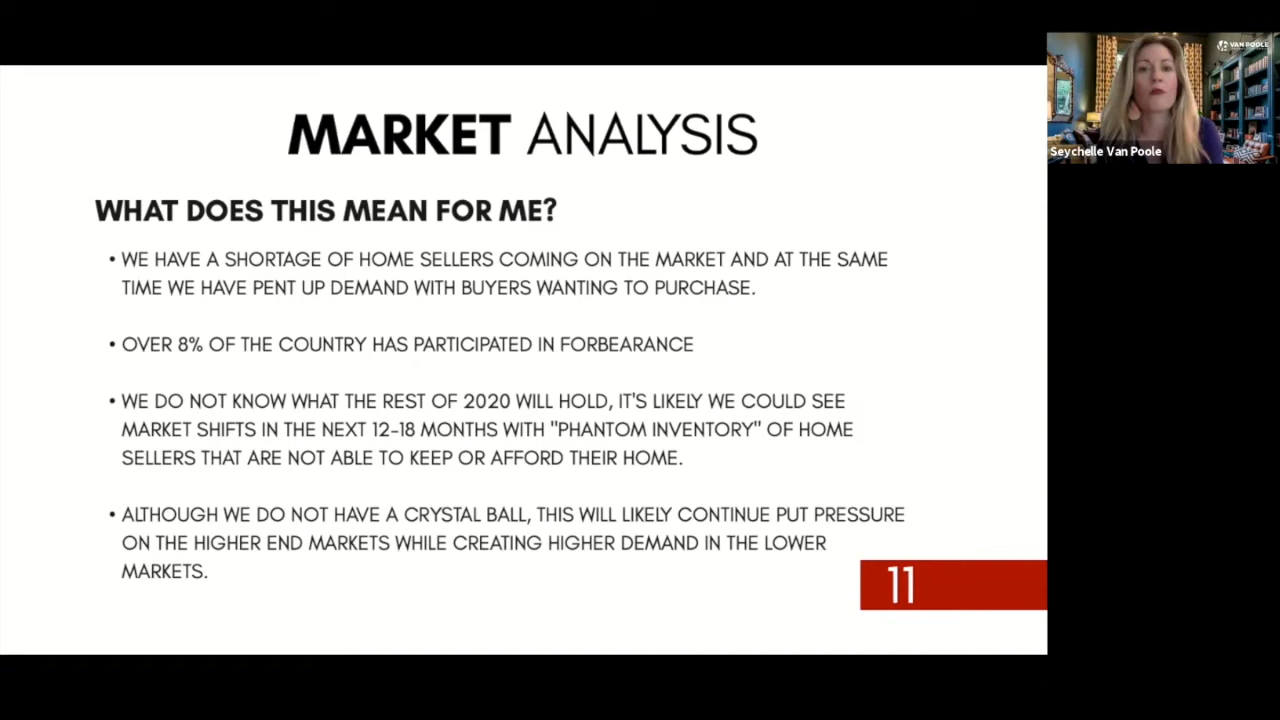 MARKET ANALYSIS
WHAT DOES THIS MEAN FOR ME?
• WE HAVE A SHORTAGE OF HOME SELLERS COMING ON THE MARKET AND AT THE SAME
TIME WE HAVE PENT UP DEMAND WITH BUYERS WANTING TO PURCHASE.
• OVER 8% OF THE COUNTRY HAS PARTICIPATED IN FORBEARANCE
• WE DO NOT KNOW WHAT THE REST OF 2020 WILL HOLD, IT'S LIKELY WE COULD SEE
MARKET SHIFTS IN THE NEXT 12-18 MONTHS WITH "PHANTOM INVENTORY" OF HOME
SELLERS THAT ARE NOT ABLE TO KEEP OR AFFORD THEIR HOME.
• ALTHOUGH WE DO NOT HAVE A CRYSTAL BALL, THIS WILL LIKELY CONTINUE PUT PRESSURE
ON THE HIGHER END MARKETS WHILE CREATING HIGHER DEMAND IN THE LOWER
MARKETS.
11
VAN POOLE
Seychelle Van Poole